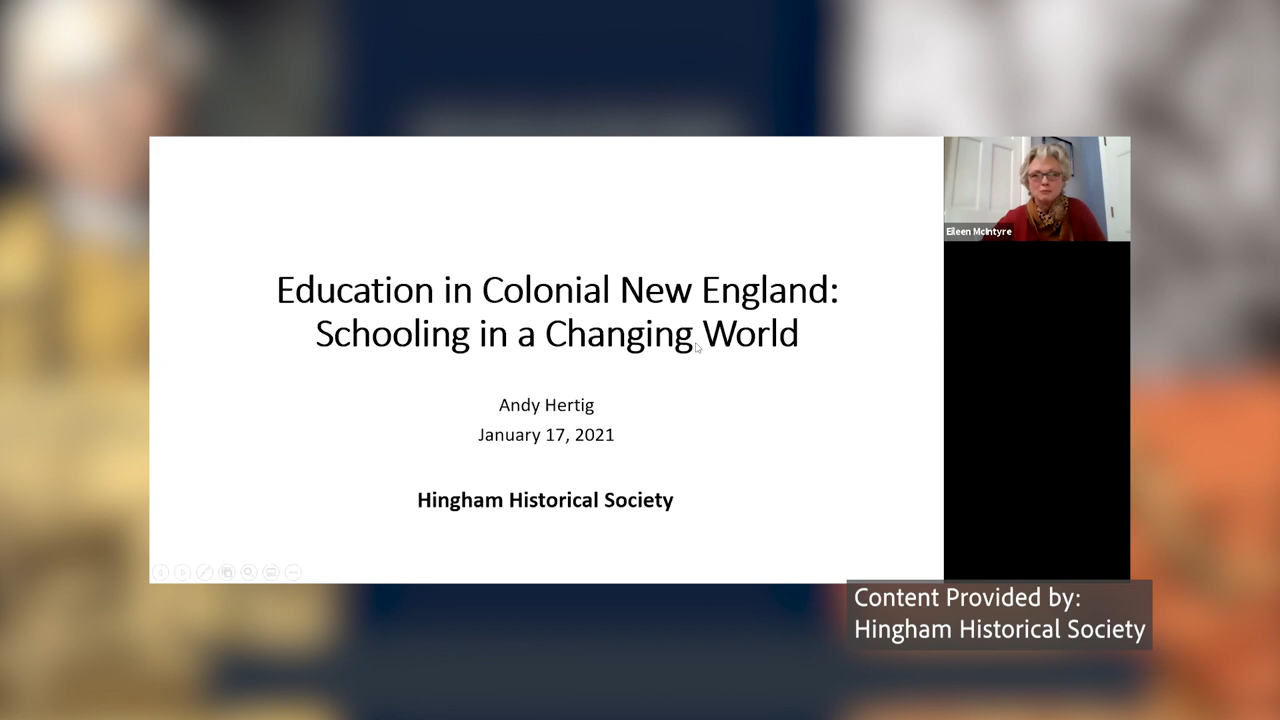 Education in Colonial New England:
Schooling in a Changing World
Andy Hertig
January 17, 2021
Hingham Historical Society
Eileen McIntyre
Content Provided by:
Hingham Historical Society